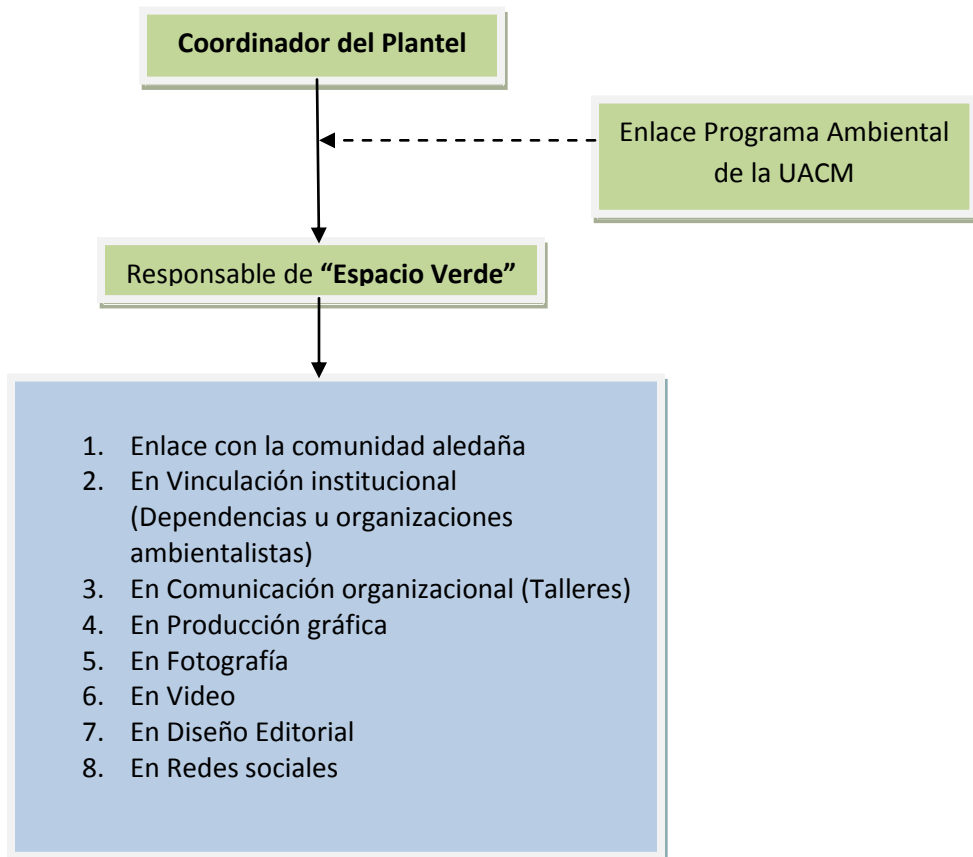 Coordinador del Plantel
Enlace Programa Ambiental
de la UACM
Responsable de “Espacio Verde”
1. Enlace con la comunidad aledaña
2. En Vinculación institucional
(Dependencias u organizaciones
ambientalistas)
3. En Comunicación organizacional (Talleres)
4. En Producción gráfica
5. En Fotografía
6. En Video
7. En Diseño Editorial
8. En Redes sociales